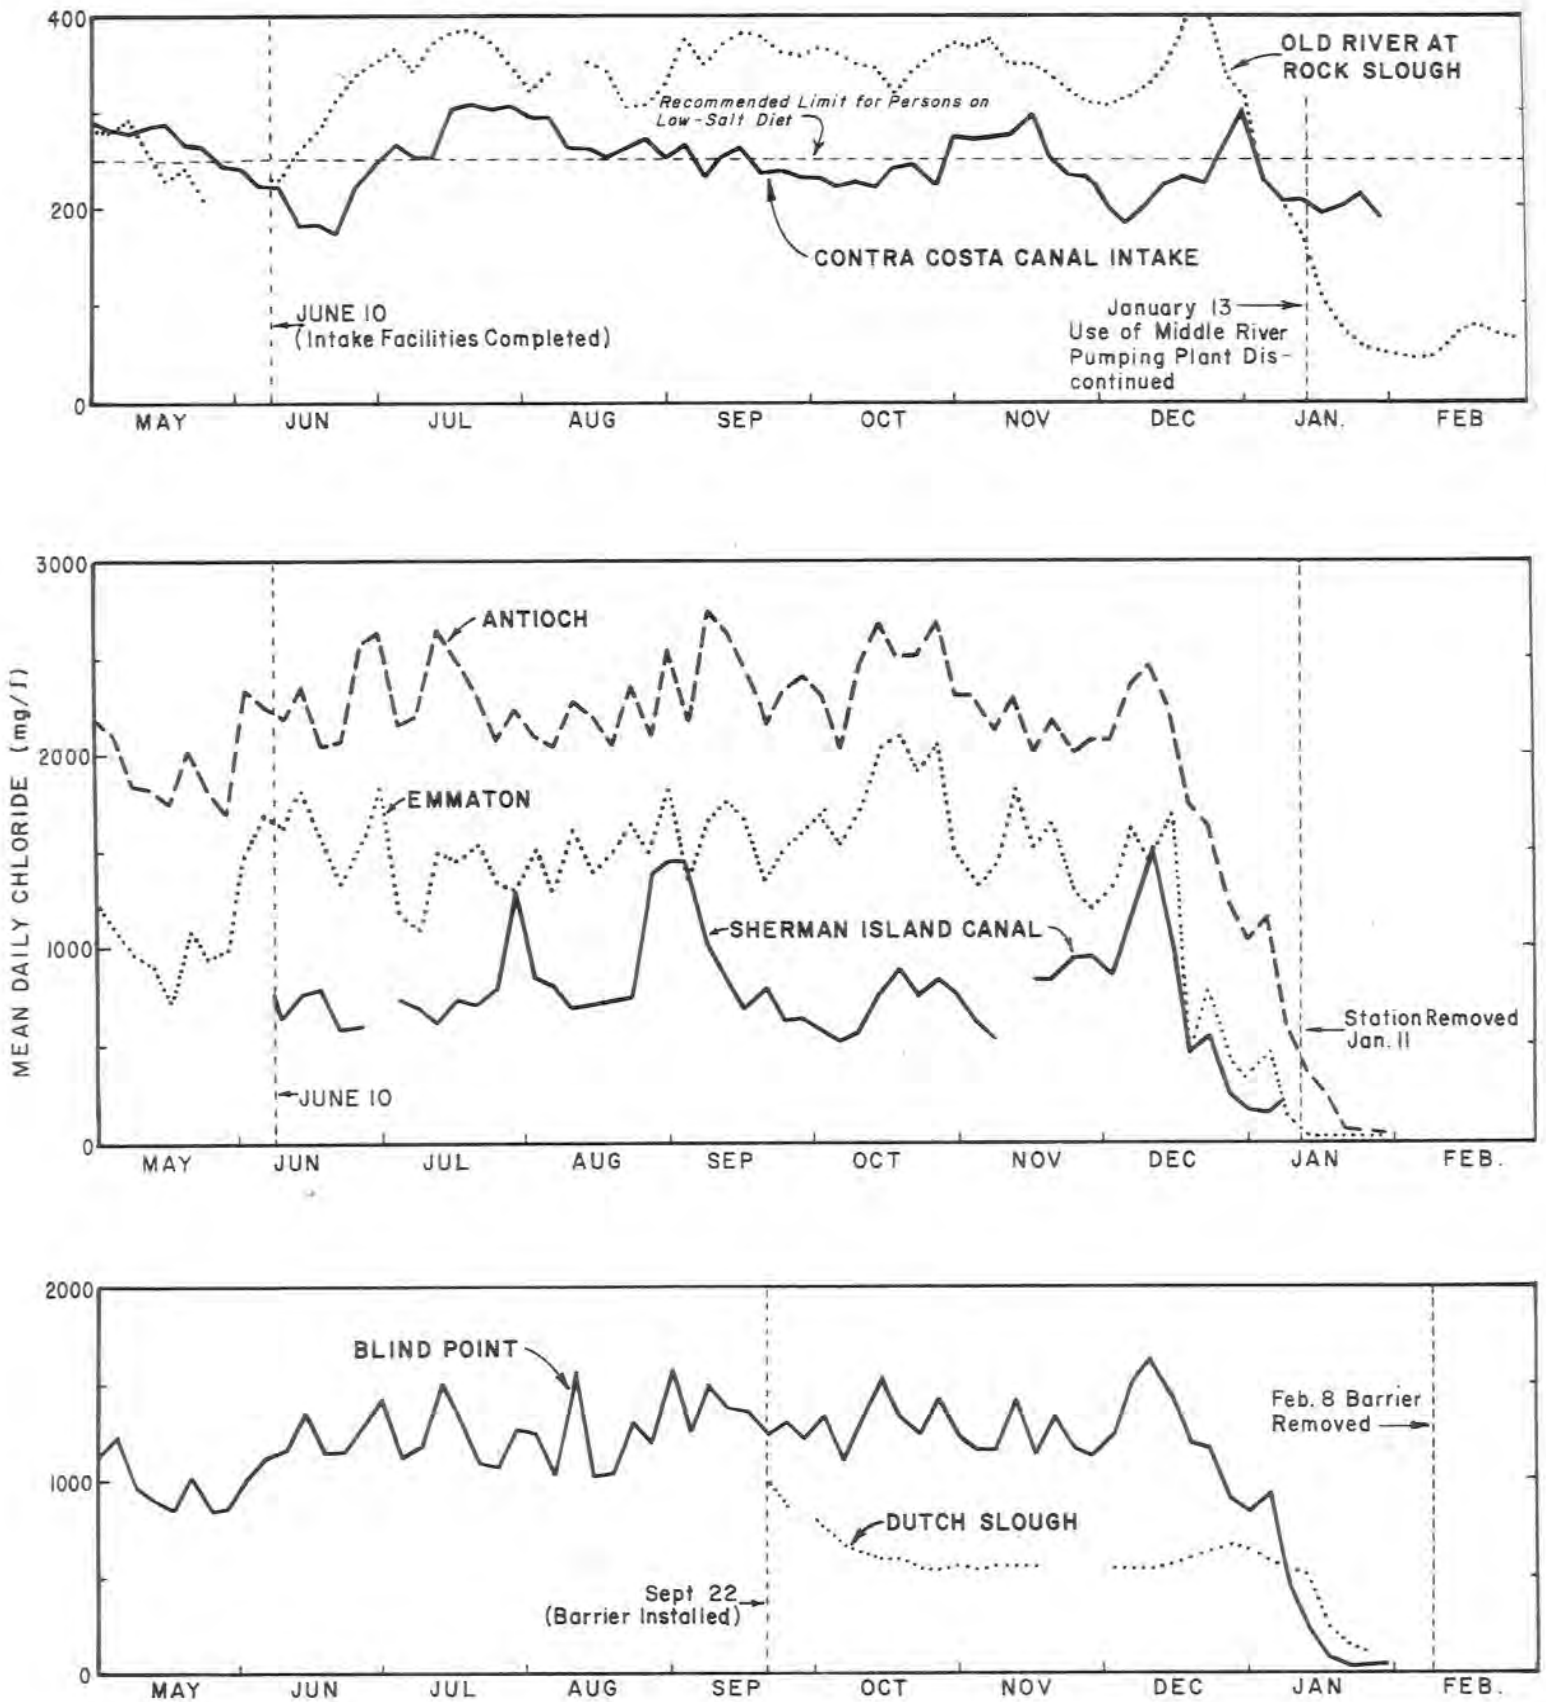 400
OLD RIVER AT
ROCK SLOUGH
Recommended Limit for Persons on
Low-Salt Diet
200
CONTRA COSTA CANAL INTAKE
JUNE 10
(Intake Facilities Completed)
January 13
Use of Middle River
Pumping Plant Dis-
continued
0
MAY JUN JUL AUG SEP OCT NOV DEC JAN. FEB
MEAN DAILY CHLORIDE (mg/l)
3000
ANTIOCH
2000
EMMATON
1000
SHERMAN ISLAND CANAL
Station Removed
Jan. 11
JUNE 10
0
MAY JUN JUL AUG SEP OCT NOV DEC JAN FEB.
2000
BLIND POINT
Feb. 8 Barrier
Removed
1000
DUTCH SLOUGH
Sept 22
(Barrier Installed)
0
MAY JUN JUL AUG SEP OCT NOV DEC JAN FEB.